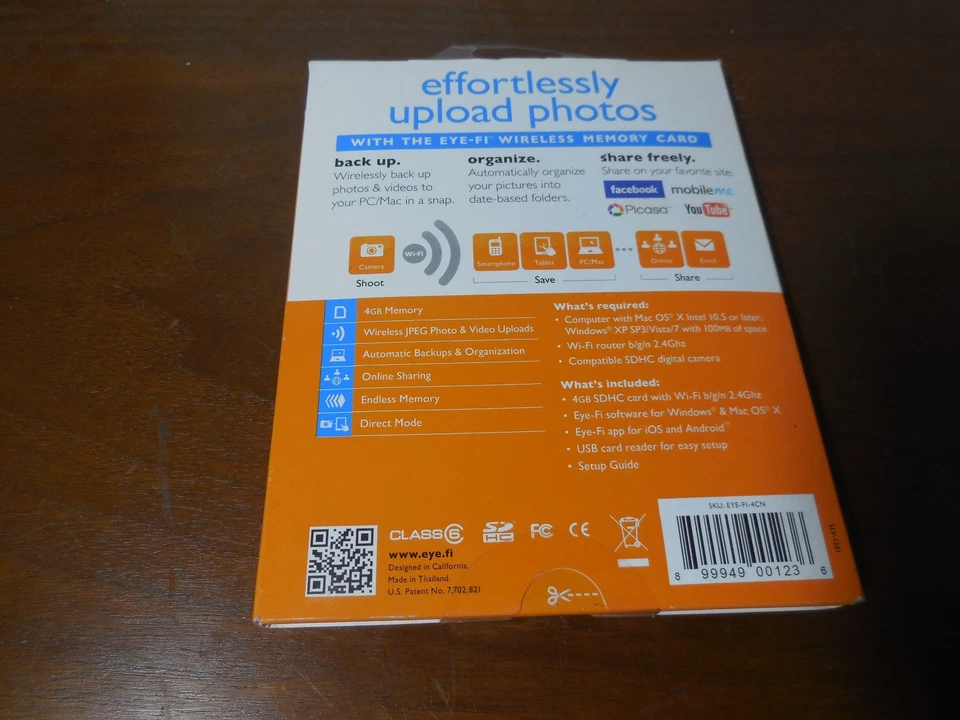 effortlessly
upload photos
WITH THE EYE-FI® WIRELESS MEMORY CARD
back up.
Wirelessly back up
photos & videos to
your PC/Mac in a snap.
organize.
Automatically organize
your pictures into
date-based folders.
share freely.
Share on your favorite site:
facebook
mobileme
Picasa™
YouTube
Camera
Wi-Fi
Smartphone
Tablet
PC/Mac
Online
Email
Shoot
Save
Share
4GB Memory
Wireless JPEG Photo & Video Uploads
Automatic Backups & Organization
Online Sharing
Endless Memory
Direct Mode
What's required:
• Computer with Mac OS® X Intel 10.5 or later;
Windows® XP SP3/Vista/7 with 100MB of space
• Wi-Fi router b/g/n 2.4Ghz
• Compatible SDHC digital camera
What's included:
• 4GB SDHC card with Wi-Fi b/g/n 2.4Ghz
• Eye-Fi software for Windows® & Mac OS® X
• Eye-Fi app for iOS and Android™
• USB card reader for easy setup
• Setup Guide
CLASS 6
SDHC
FC
CE
www.eye.fi
Designed in California.
Made in Thailand.
U.S. Patent No. 7,702,821
SKU: EYE-FI-4CN
8 99949 00123 6
SLV-1201